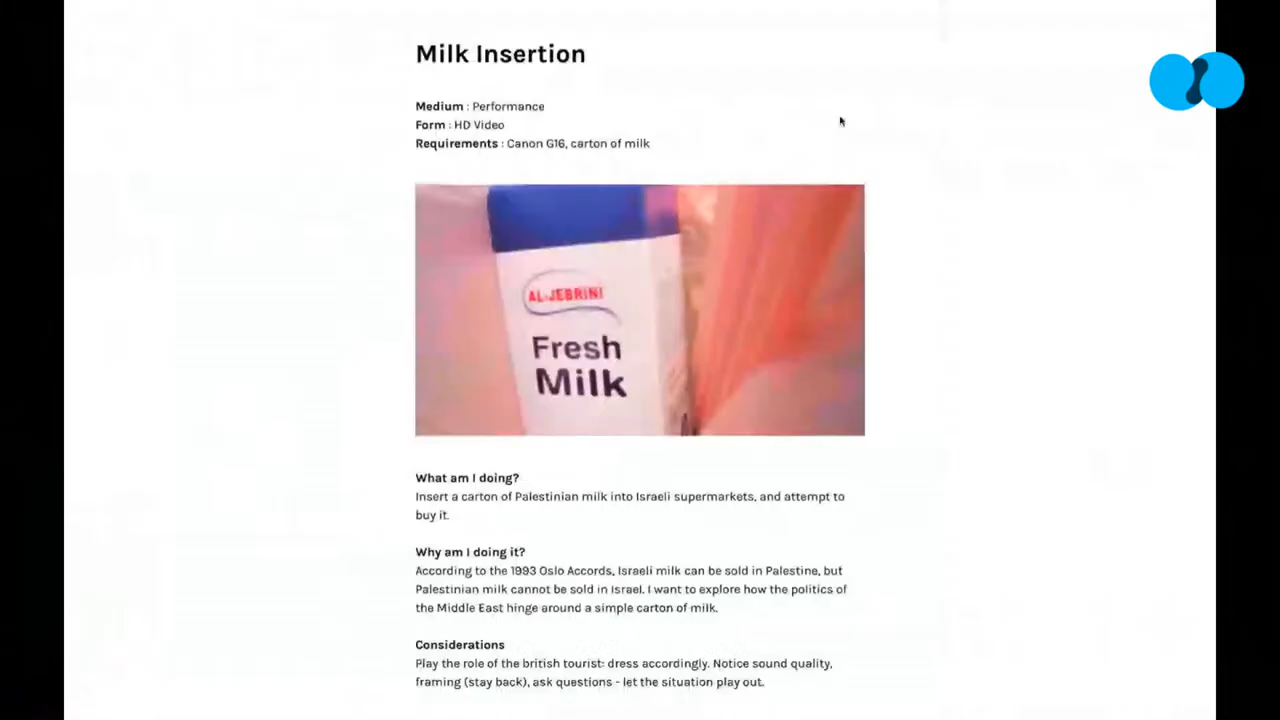 Milk Insertion
Medium : Performance
Form : HD Video
Requirements : Canon G16, carton of milk
AL-JEBRINI
Fresh
Milk
What am I doing?
Insert a carton of Palestinian milk into Israeli supermarkets, and attempt to
buy it.
Why am I doing it?
According to the 1993 Oslo Accords, Israeli milk can be sold in Palestine, but
Palestinian milk cannot be sold in Israel. I want to explore how the politics of
the Middle East hinge around a simple carton of milk.
Considerations
Play the role of the british tourist: dress accordingly. Notice sound quality,
framing (stay back), ask questions - let the situation play out.